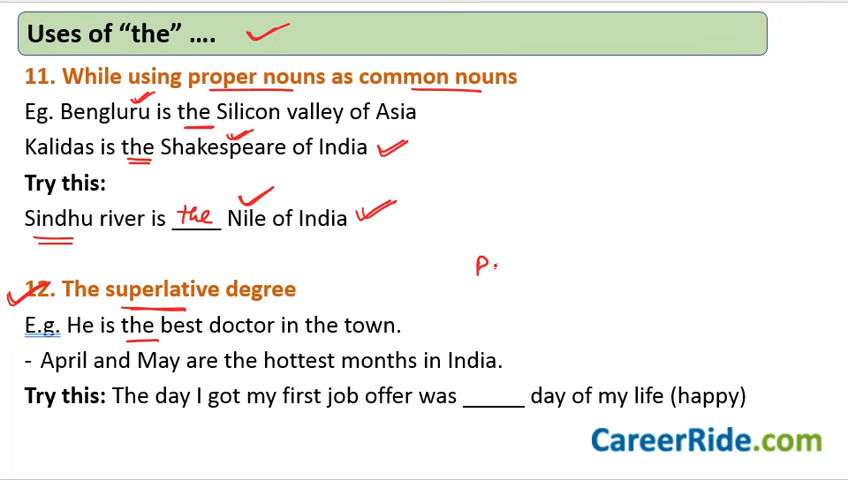 Uses of “the” ....
11. While using proper nouns as common nouns
Eg. Bengluru is the Silicon valley of Asia
Kalidas is the Shakespeare of India
Try this:
Sindhu river is the Nile of India
P.
12. The superlative degree
E.g. He is the best doctor in the town.
- April and May are the hottest months in India.
Try this: The day I got my first job offer was _____ day of my life (happy)
CareerRide.com